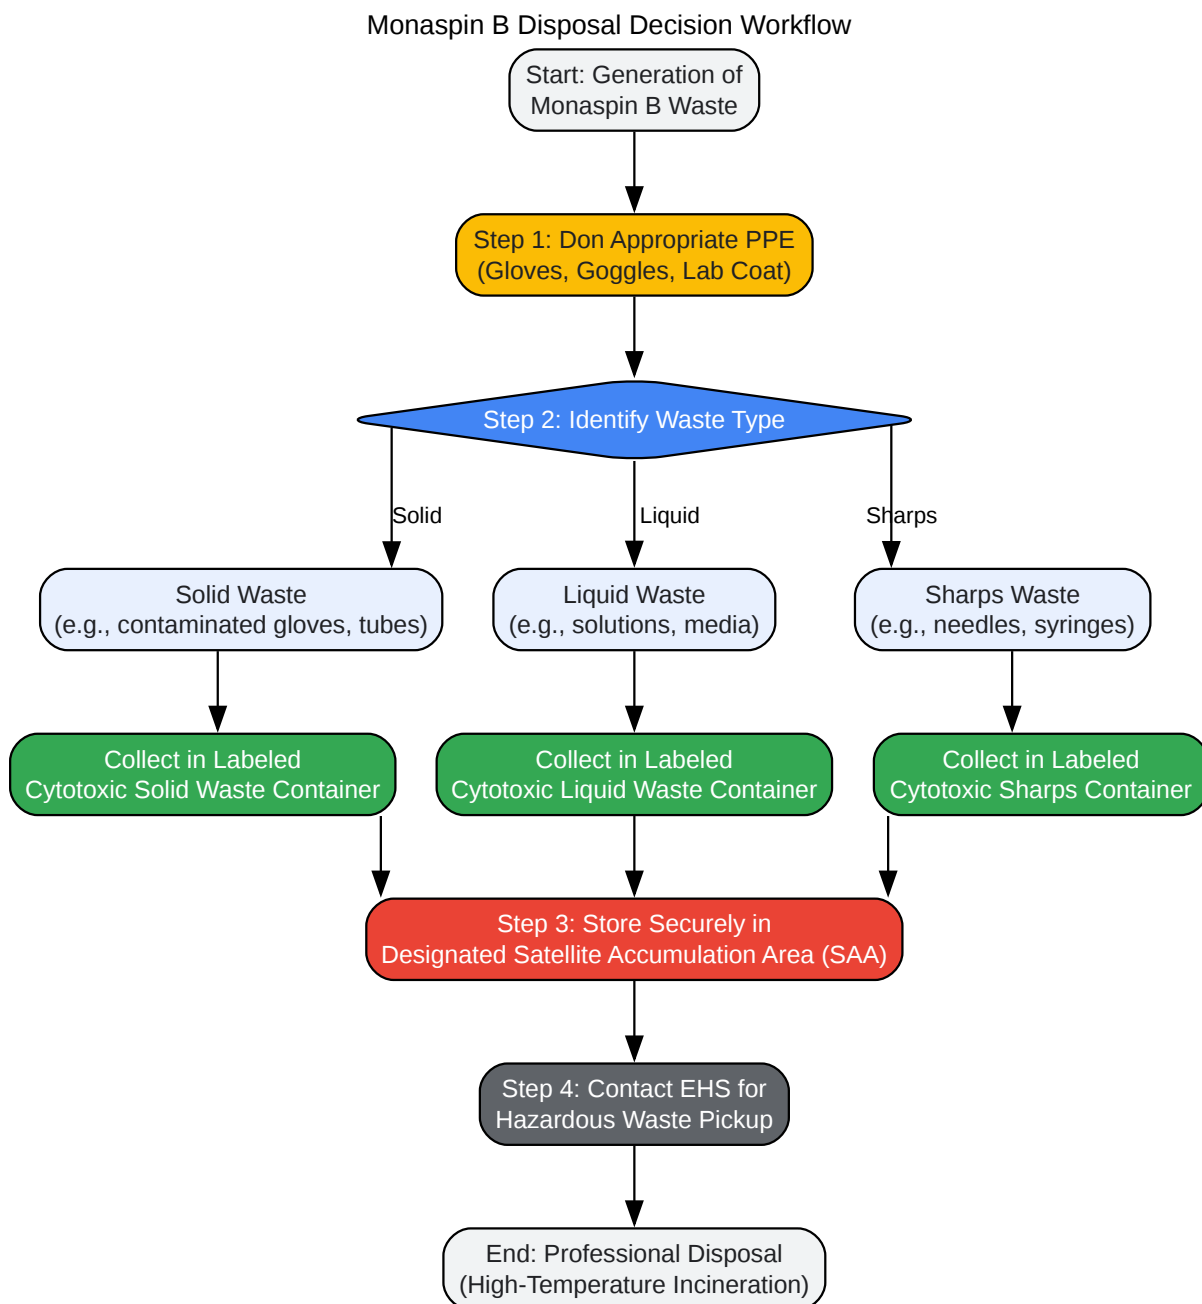 Monaspin B Disposal Decision Workflow
Start: Generation of
Monaspin B Waste
Step 1: Don Appropriate PPE
(Gloves, Goggles, Lab Coat)
Step 2: Identify Waste Type
Solid
Liquid
Sharps
Solid Waste
(e.g., contaminated gloves, tubes)
Liquid Waste
(e.g., solutions, media)
Sharps Waste
(e.g., needles, syringes)
Collect in Labeled
Cytotoxic Solid Waste Container
Collect in Labeled
Cytotoxic Liquid Waste Container
Collect in Labeled
Cytotoxic Sharps Container
Step 3: Store Securely in
Designated Satellite Accumulation Area (SAA)
Step 4: Contact EHS for
Hazardous Waste Pickup
End: Professional Disposal
(High-Temperature Incineration)